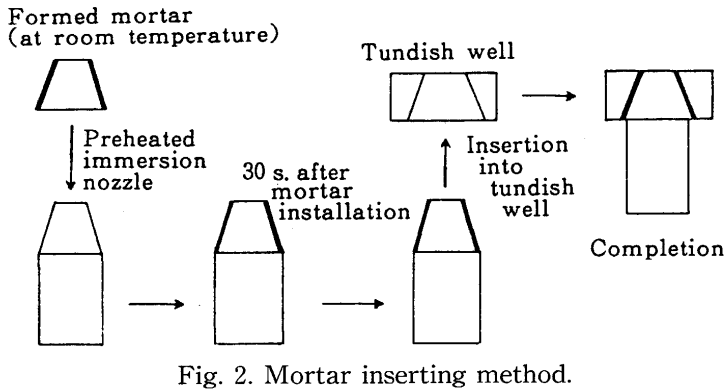 Formed mortar
(at room temperature)
Preheated
immersion
nozzle
30 s. after
mortar
installation
Tundish well
Insertion
into
tundish
well
Completion
Fig. 2. Mortar inserting method.